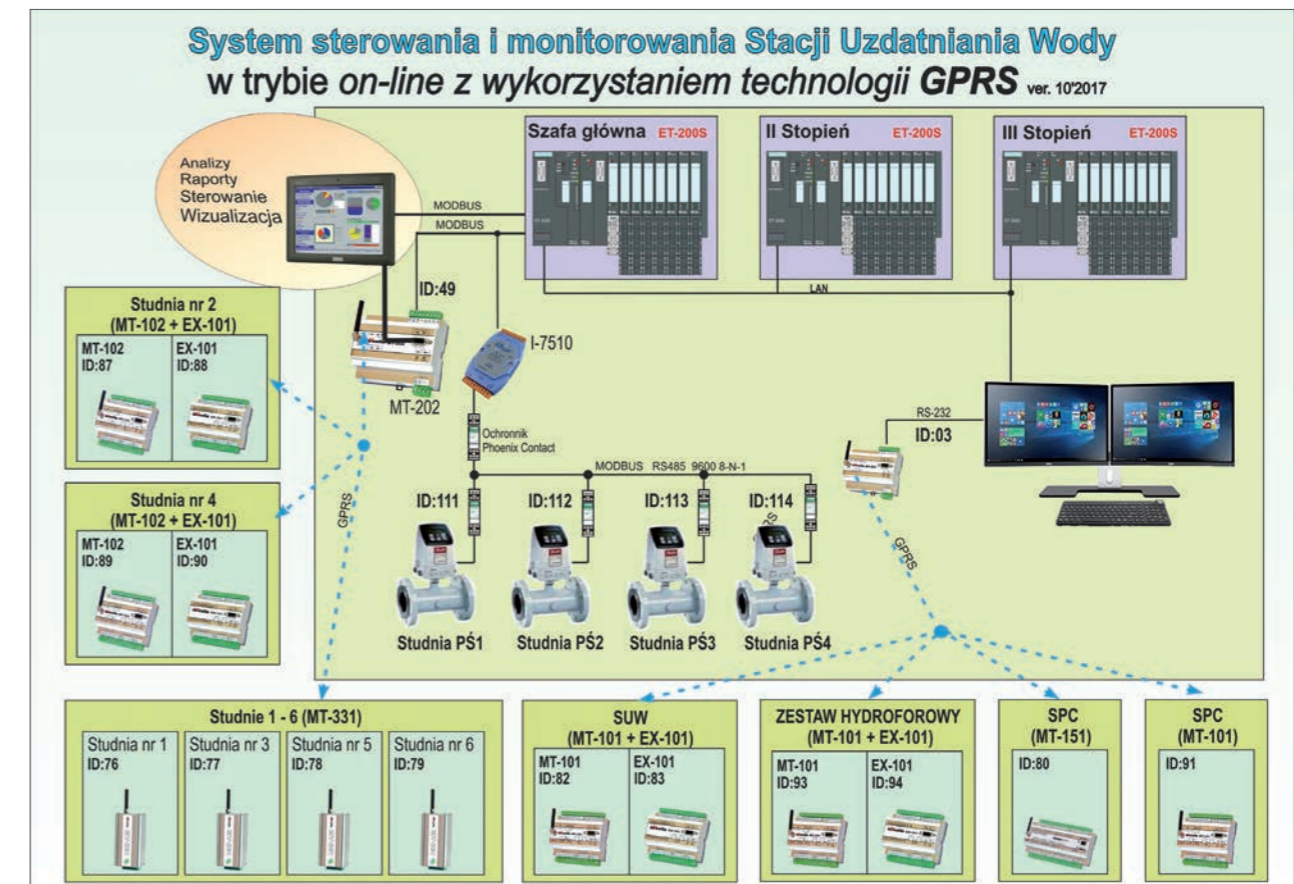 System sterowania i monitorowania Stacji Uzdatniania Wody
w trybie on-line z wykorzystaniem technologii GPRS ver. 10'2017
Analizy
Raporty
Sterowanie
Wizualizacja
Szafa główna ET-200S
II Stopień ET-200S
III Stopień ET-200S
MODBUS
MODBUS
LAN
ID:49
MT-202
I-7510
Ochronnik
Phoenix Contact
MODBUS RS485 9600 8-N-1
RS-232
ID:03
GPRS
GPRS
ID:111
ID:112
ID:113
ID:114
Studnia PŚ1
Studnia PŚ2
Studnia PŚ3
Studnia PŚ4
Studnia nr 2
(MT-102 + EX-101)
MT-102
ID:87
EX-101
ID:88
Studnia nr 4
(MT-102 + EX-101)
MT-102
ID:89
EX-101
ID:90
Studnie 1 - 6 (MT-331)
Studnia nr 1
ID:76
Studnia nr 3
ID:77
Studnia nr 5
ID:78
Studnia nr 6
ID:79
SUW
(MT-101 + EX-101)
MT-101
ID:82
EX-101
ID:83
ZESTAW HYDROFOROWY
(MT-101 + EX-101)
MT-101
ID:93
EX-101
ID:94
SPC
(MT-151)
ID:80
SPC
(MT-101)
ID:91